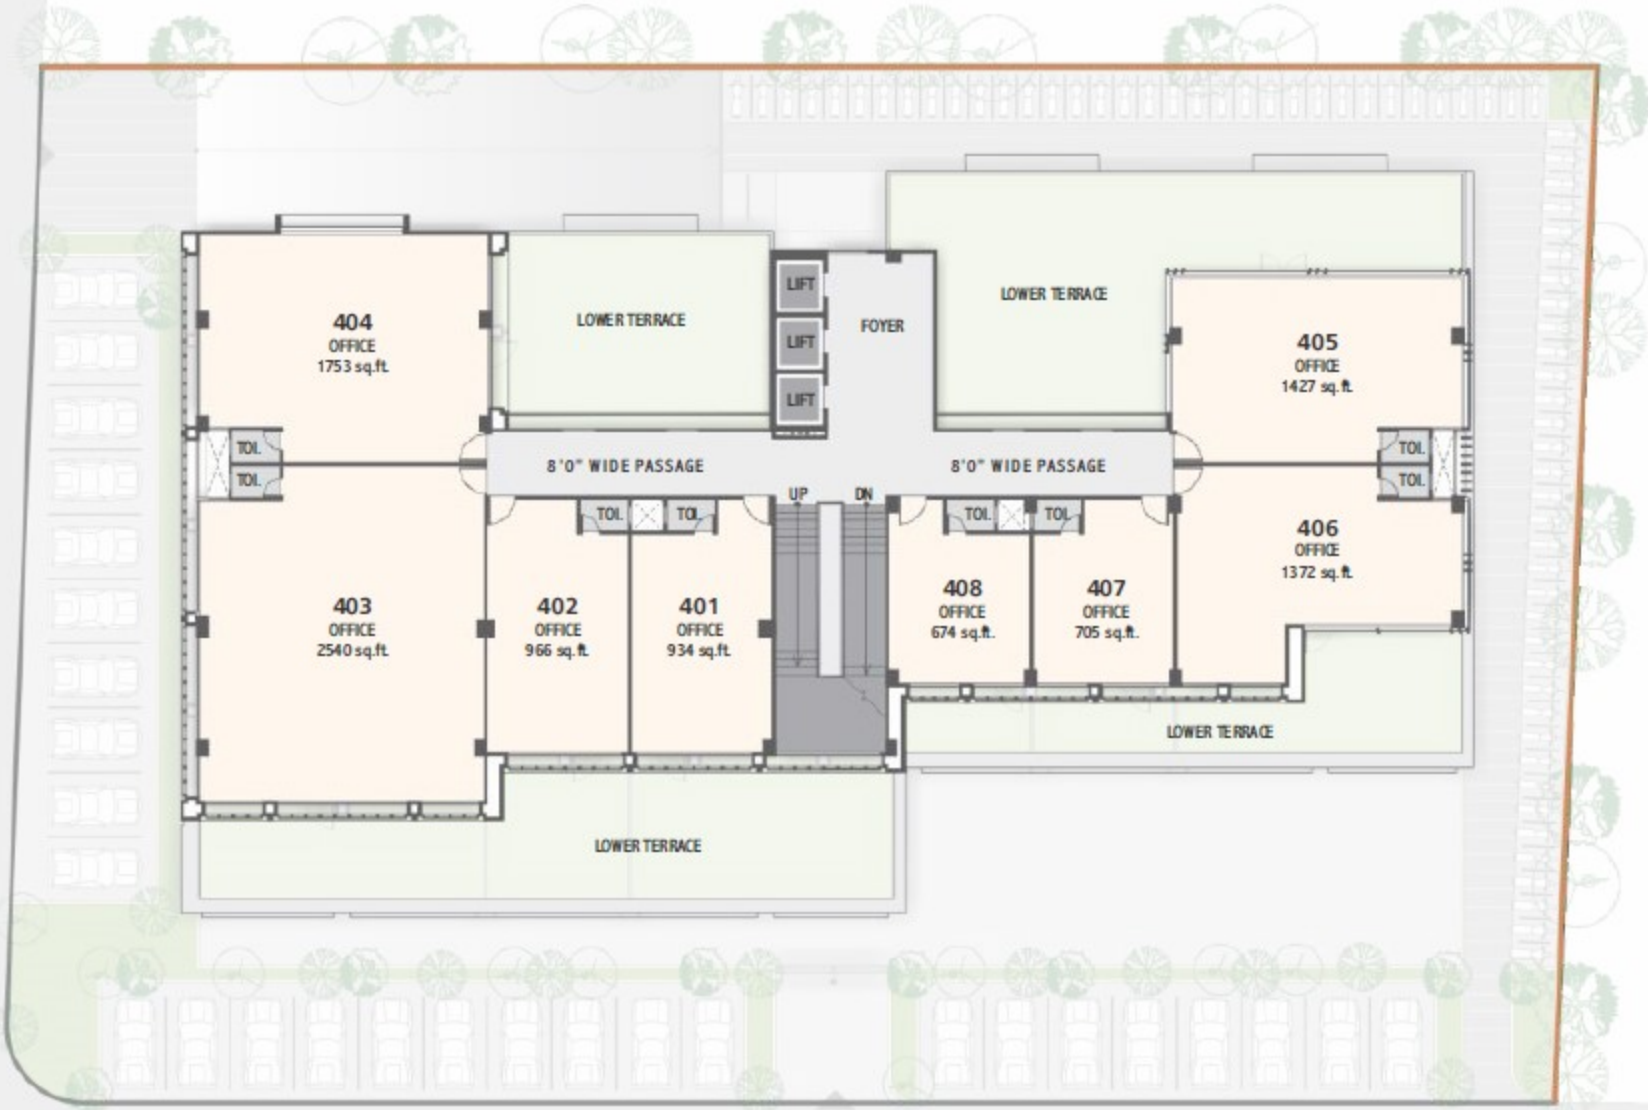 LIFT
LIFT
LIFT
FOYER
LOWER TERRACE
LOWER TERRACE
404
OFFICE
1753 sq.ft.
405
OFFICE
1427 sq.ft.
TOI.
TOI.
8'0" WIDE PASSAGE
8'0" WIDE PASSAGE
TOI.
TOI.
UP
DN
TOI.
TOI.
TOI.
TOI.
406
OFFICE
1372 sq.ft.
403
OFFICE
2540 sq.ft.
402
OFFICE
966 sq.ft.
401
OFFICE
934 sq.ft.
408
OFFICE
674 sq.ft.
407
OFFICE
705 sq.ft.
LOWER TERRACE
LOWER TERRACE